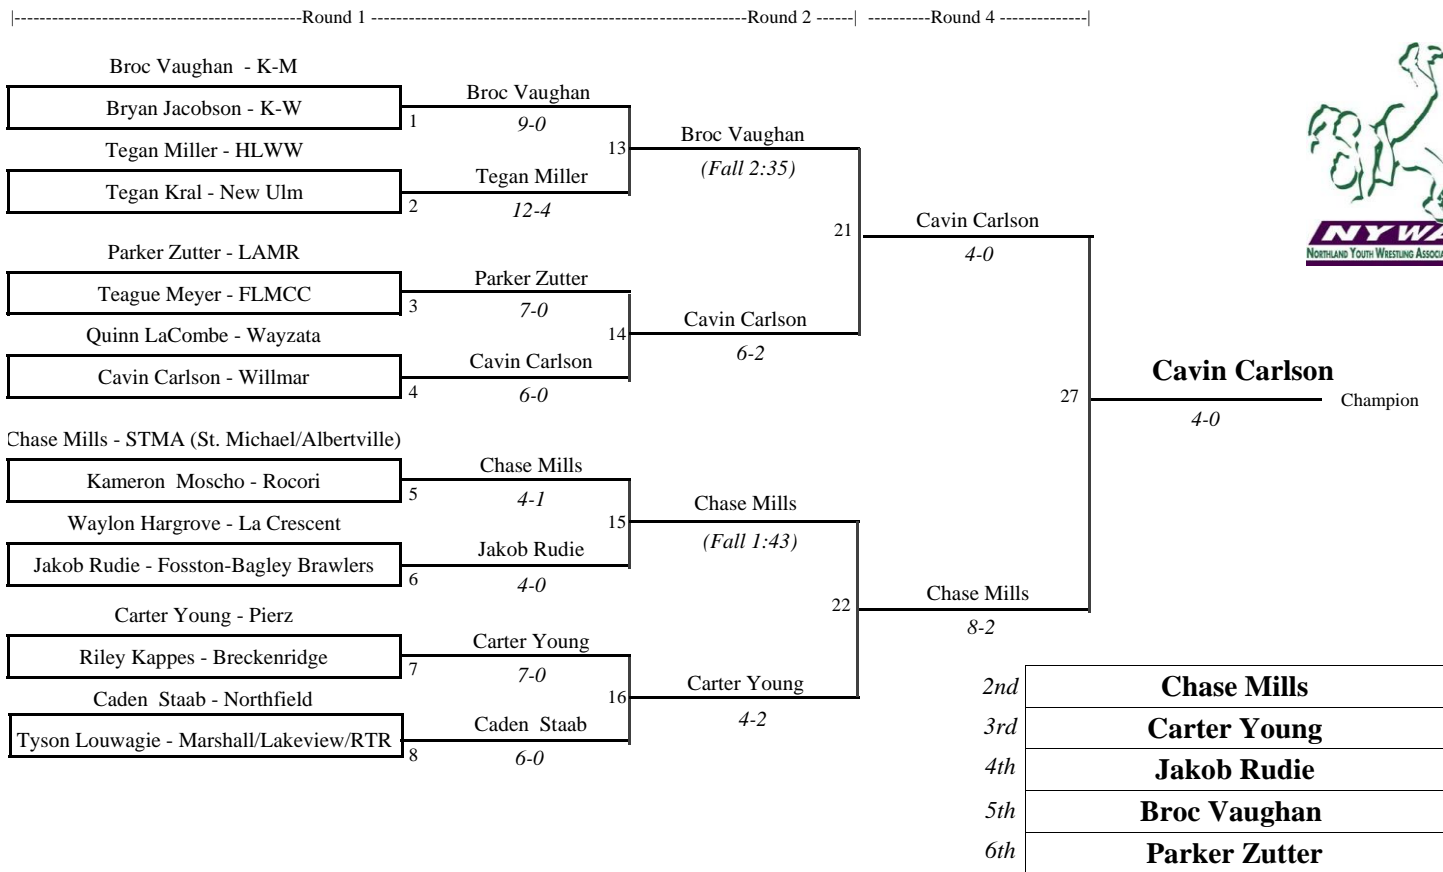 |-----------------------------------------------Round 1 -------------------------------------------------------------Round 2 ------| ----------Round 4 --------------|
Broc Vaughan - K-M
Bryan Jacobson - K-W
1
Tegan Miller - HLWW
Tegan Kral - New Ulm
2
Parker Zutter - LAMR
Teague Meyer - FLMCC
3
Quinn LaCombe - Wayzata
Cavin Carlson - Willmar
4
Chase Mills - STMA (St. Michael/Albertville)
Kameron Moscho - Rocori
5
Waylon Hargrove - La Crescent
Jakob Rudie - Fosston-Bagley Brawlers
6
Carter Young - Pierz
Riley Kappes - Breckenridge
7
Caden Staab - Northfield
Tyson Louwagie - Marshall/Lakeview/RTR
8
Broc Vaughan
9-0
13
Tegan Miller
12-4
Parker Zutter
7-0
14
Cavin Carlson
6-0
Chase Mills
4-1
15
Jakob Rudie
4-0
Carter Young
7-0
16
Caden Staab
6-0
Broc Vaughan
(Fall 2:35)
21
Cavin Carlson
6-2
Chase Mills
(Fall 1:43)
22
Carter Young
4-2
Cavin Carlson
4-0
27
Chase Mills
8-2
Cavin Carlson
Champion
4-0
NYWA
NORTHLAND YOUTH WRESTLING ASSOC
2nd Chase Mills
3rd Carter Young
4th Jakob Rudie
5th Broc Vaughan
6th Parker Zutter